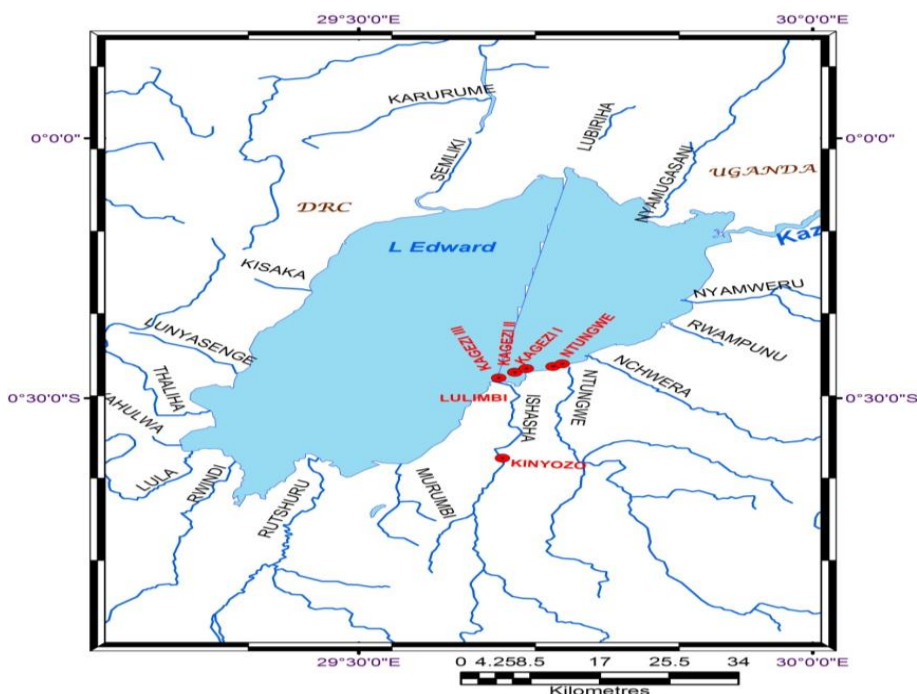 29°30'0"E
30°0'0"E
KARURUME
LUBIRIHA
0°0'0"
0°0'0"
SEMLIKI
NYAMUGASANI
UGANDA
DRC
Kaz
L Edward
KISAKA
NYAMWERU
LUNYASENGE
RWAMPUNU
KAGEZI III
KAGEZI II
KAGEZI I
NTUNGWE
NCHWERA
THALIHA
LULIMBI
ISHASHA
NTUNGWE
0°30'0"S
0°30'0"S
AHULWA
KINYOZO
LULA
RWINDI
RUTSHURU
MURUMBI
29°30'0"E
30°0'0"E
0 4.25 8.5 17 25.5 34
Kilometres